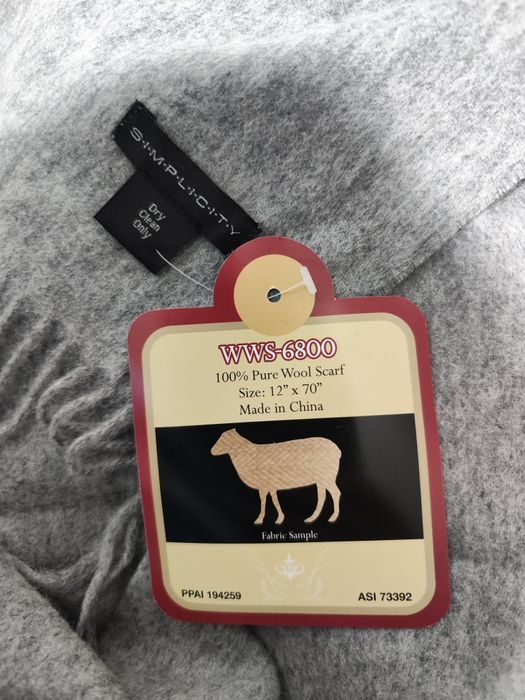 S·I·M·P·L·I·C·I·T·Y
Dry
Clean
Only
WWS-6800
100% Pure Wool Scarf
Size: 12” x 70”
Made in China
Fabric Sample
PPAI 194259
ASI 73392